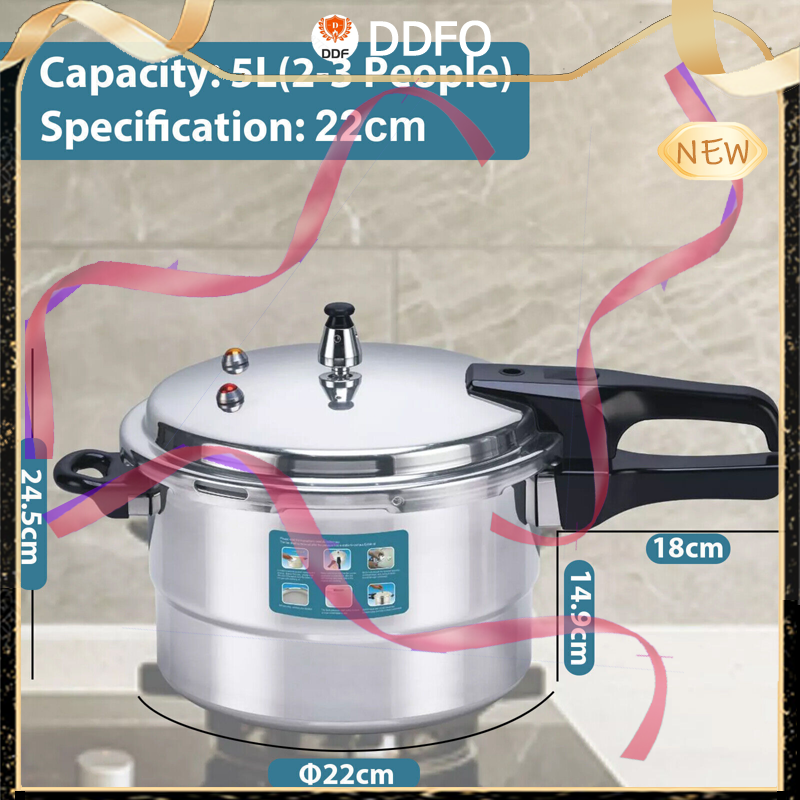 DDFO
DDF
Capacity: 5L(2-3 People)
Specification: 22cm
NEW
24.5cm
18cm
14.9cm
Φ22cm